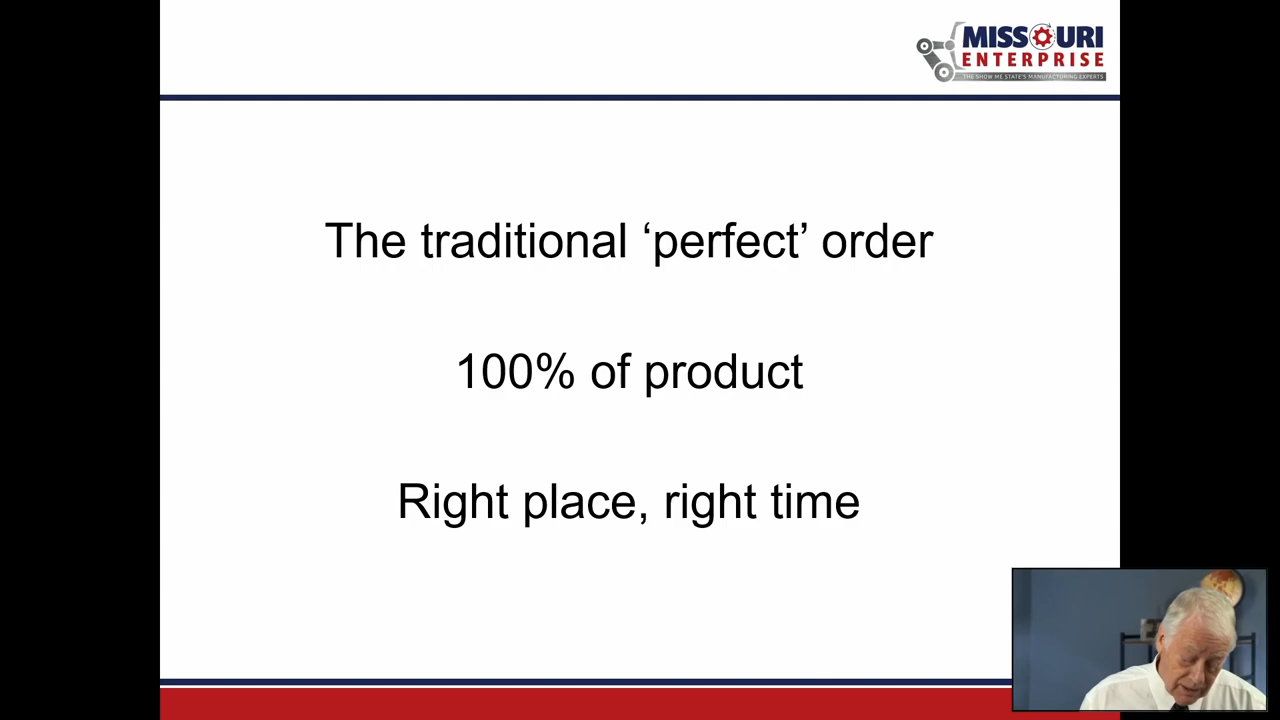 MISSOURI
ENTERPRISE
THE SHOW ME STATE'S MANUFACTURING EXPERTS
The traditional ‘perfect’ order
100% of product
Right place, right time